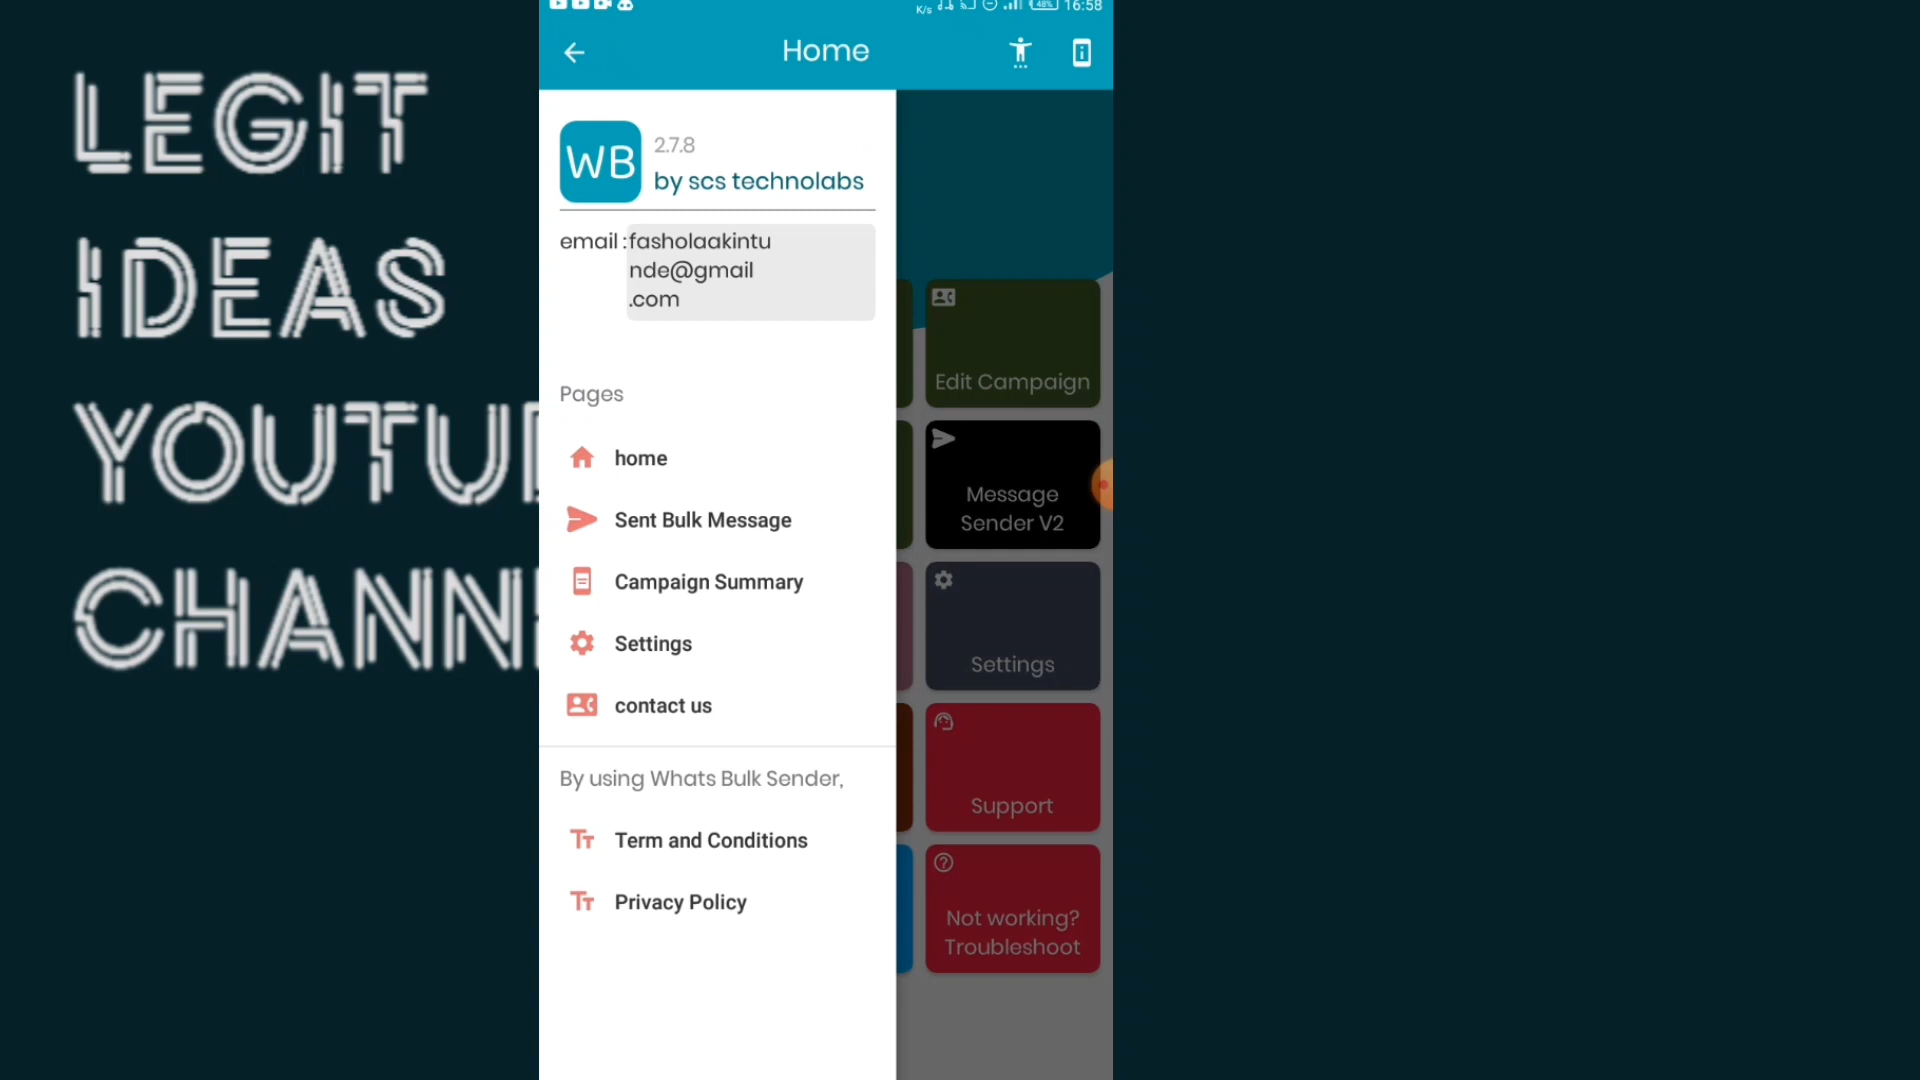 LEGIT
IDEAS
YOUTU
CHANN
K/s 48% 16:58
Home
WB
2.7.8
by scs technolabs
email :fasholaakintu
nde@gmail
.com
Pages
home
Sent Bulk Message
Campaign Summary
Settings
contact us
By using Whats Bulk Sender,
Term and Conditions
Privacy Policy
Edit Campaign
Message
Sender V2
Settings
Support
Not working?
Troubleshoot